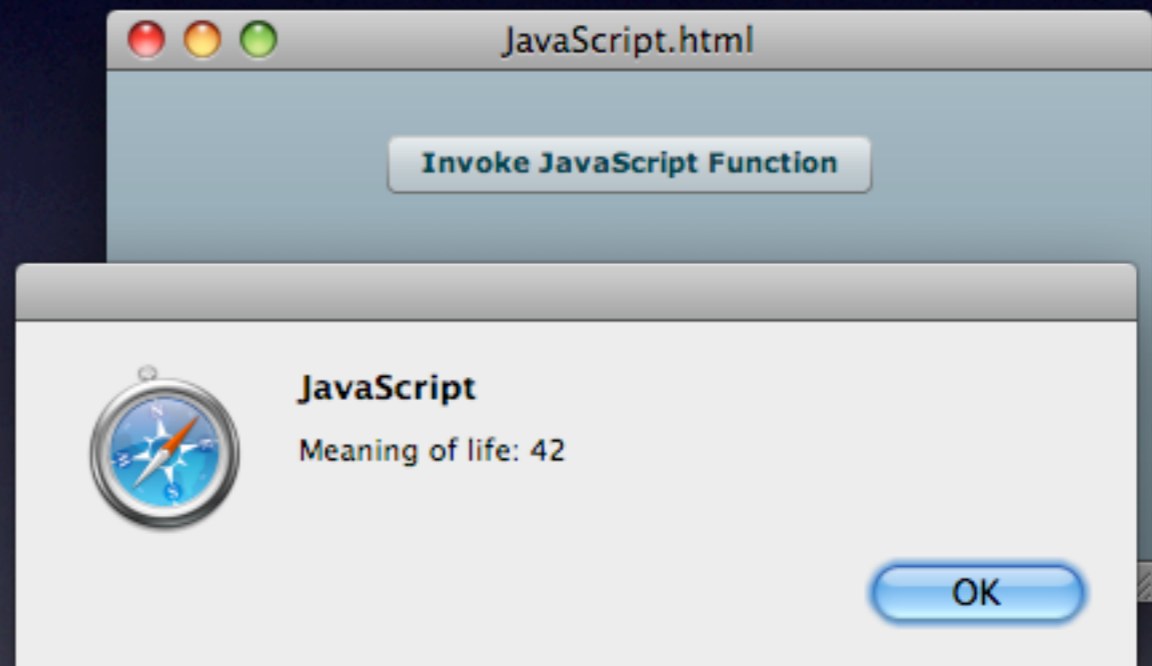 JavaScript.html
Invoke JavaScript Function
JavaScript
Meaning of life: 42
OK